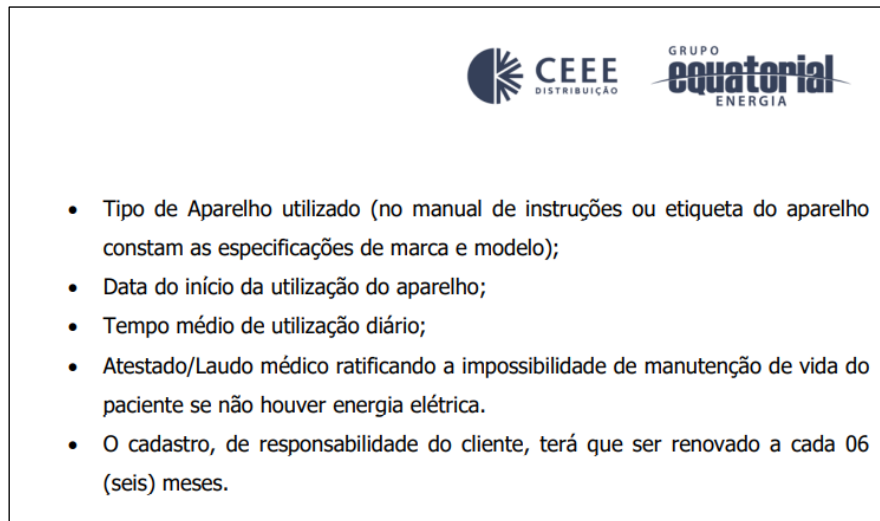 CEEE
DISTRIBUIÇÃO
GRUPO
equatorial
ENERGIA
• Tipo de Aparelho utilizado (no manual de instruções ou etiqueta do aparelho
constam as especificações de marca e modelo);
• Data do início da utilização do aparelho;
• Tempo médio de utilização diário;
• Atestado/Laudo médico ratificando a impossibilidade de manutenção de vida do
paciente se não houver energia elétrica.
• O cadastro, de responsabilidade do cliente, terá que ser renovado a cada 06
(seis) meses.